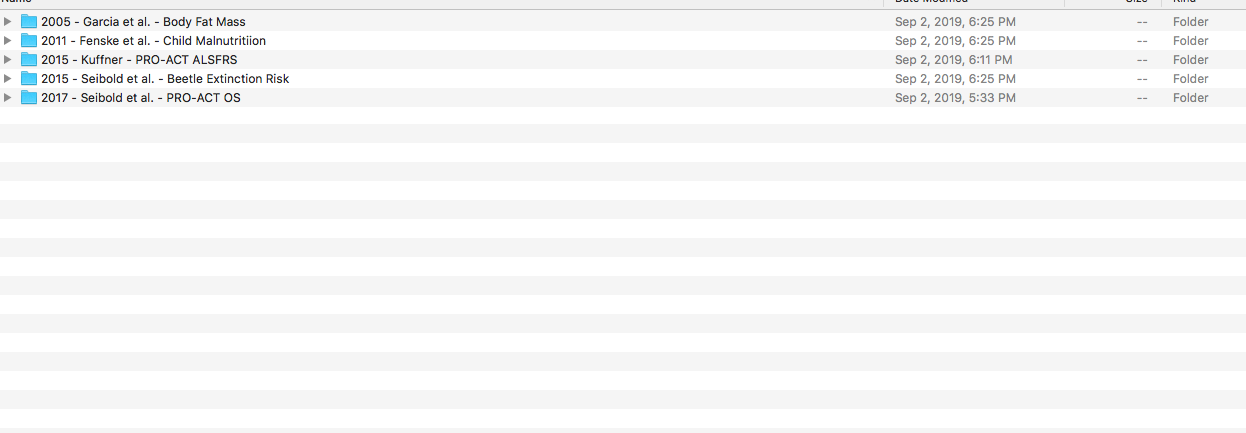 Name Date Modified Size Kind
2005 - Garcia et al. - Body Fat Mass Sep 2, 2019, 6:25 PM -- Folder
2011 - Fenske et al. - Child Malnutritiion Sep 2, 2019, 6:25 PM -- Folder
2015 - Kuffner - PRO-ACT ALSFRS Sep 2, 2019, 6:11 PM -- Folder
2015 - Seibold et al. - Beetle Extinction Risk Sep 2, 2019, 6:25 PM -- Folder
2017 - Seibold et al. - PRO-ACT OS Sep 2, 2019, 5:33 PM -- Folder